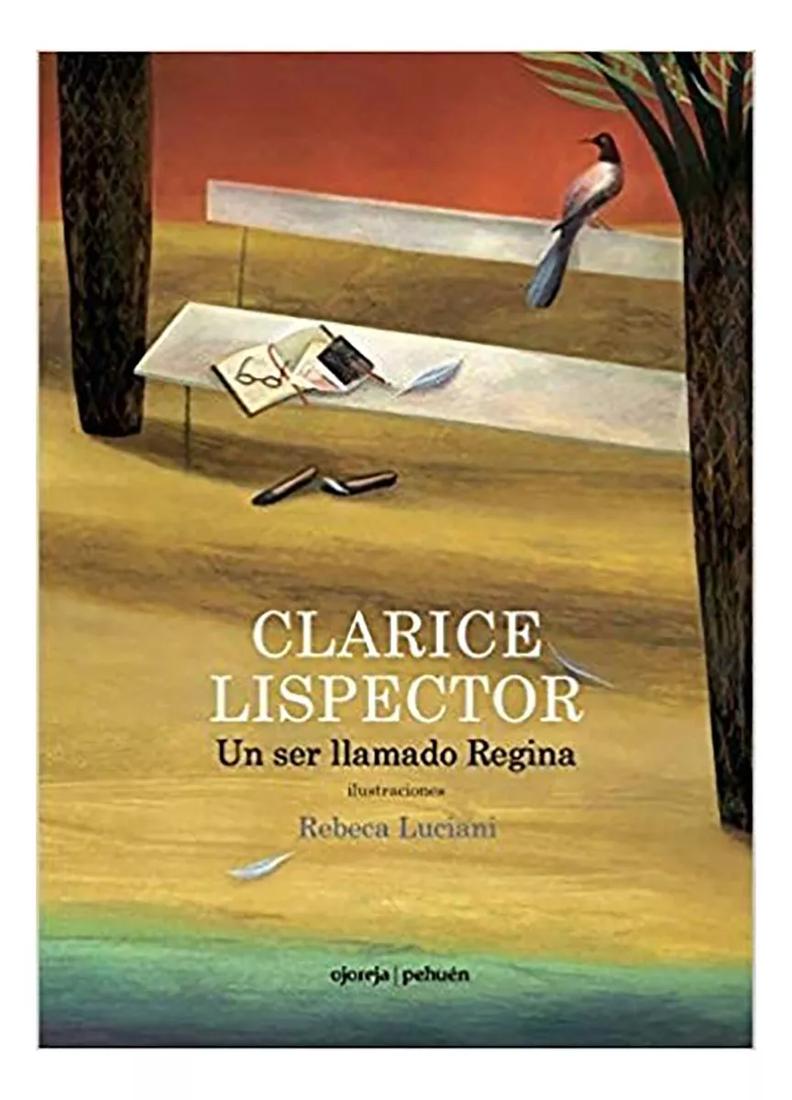 CLARICE
LISPECTOR
Un ser llamado Regina
ilustraciones
Rebeca Luciani
ojoreja | pehuén